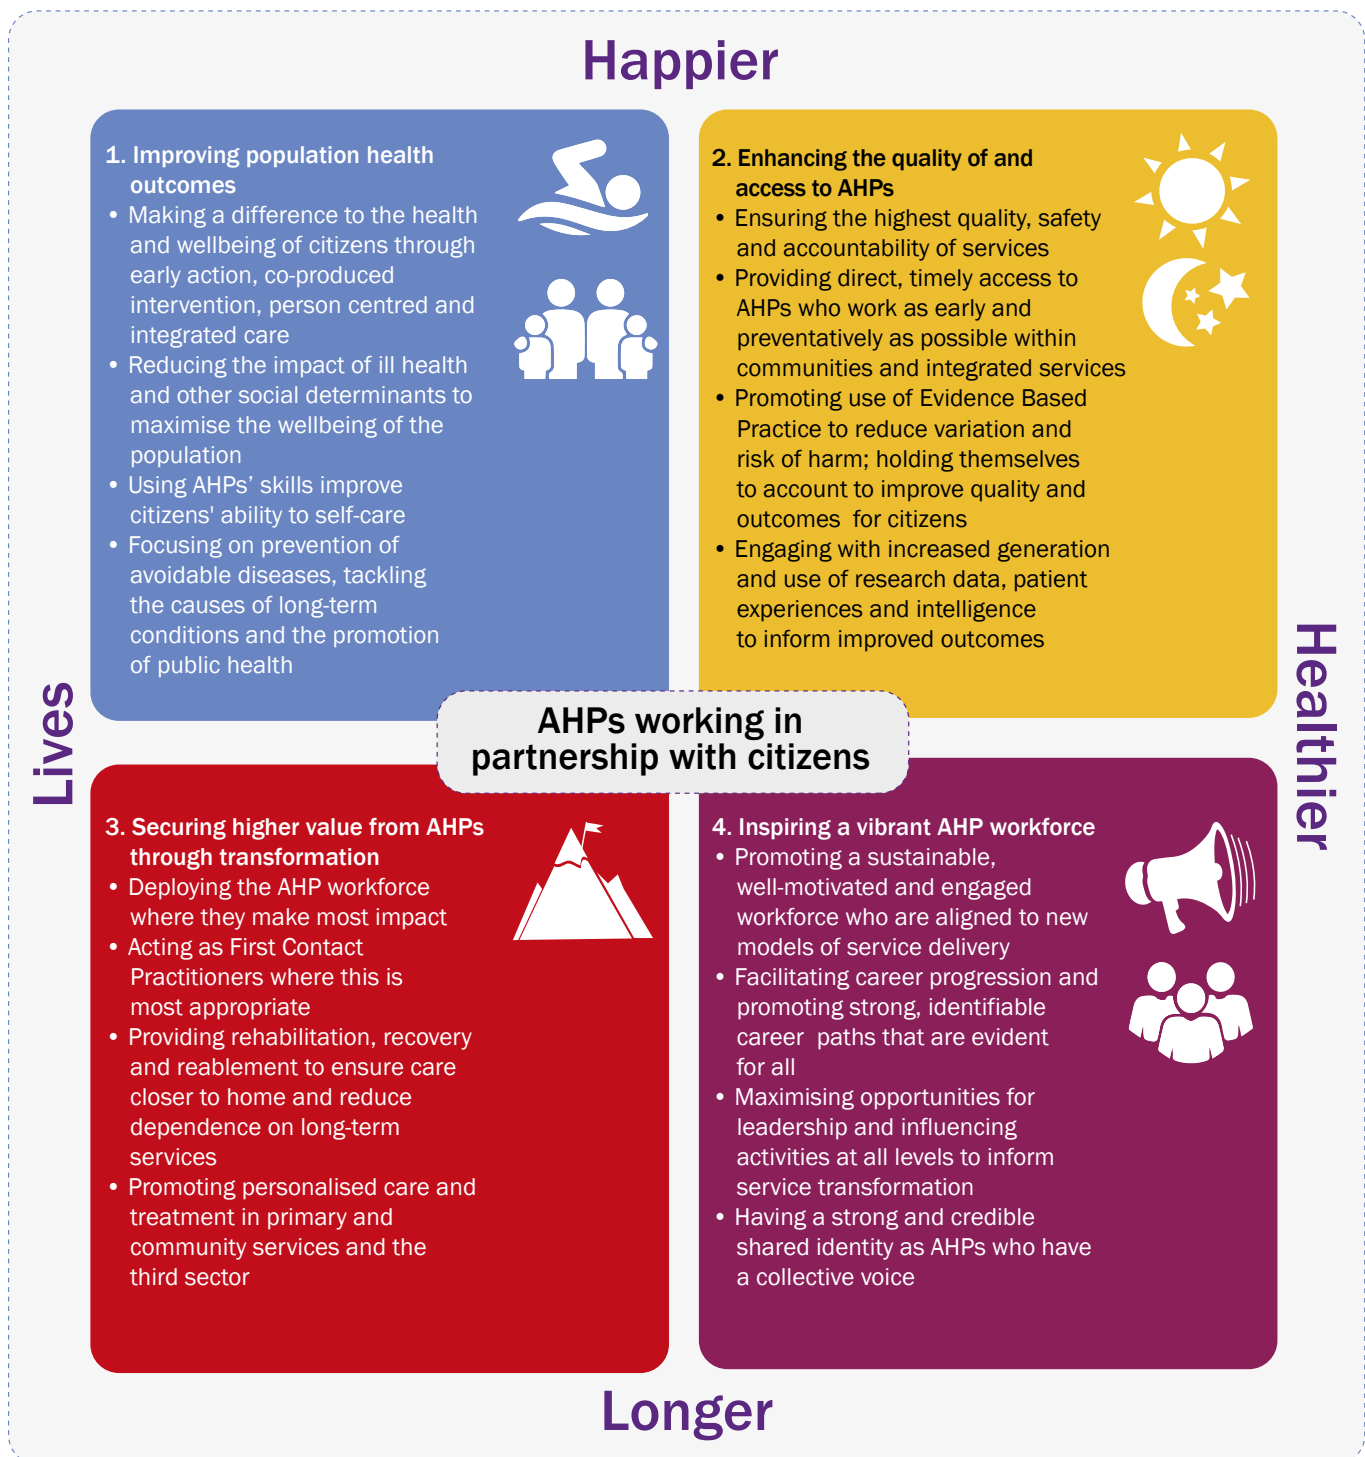 Happier
1. Improving population health
outcomes
• Making a difference to the health
and wellbeing of citizens through
early action, co-produced
intervention, person centred and
integrated care
• Reducing the impact of ill health
and other social determinants to
maximise the wellbeing of the
population
• Using AHPs’ skills improve
citizens' ability to self-care
• Focusing on prevention of
avoidable diseases, tackling
the causes of long-term
conditions and the promotion
of public health
2. Enhancing the quality of and
access to AHPs
• Ensuring the highest quality, safety
and accountability of services
• Providing direct, timely access to
AHPs who work as early and
preventatively as possible within
communities and integrated services
• Promoting use of Evidence Based
Practice to reduce variation and
risk of harm; holding themselves
to account to improve quality and
outcomes for citizens
• Engaging with increased generation
and use of research data, patient
experiences and intelligence
to inform improved outcomes
Lives
Healthier
AHPs working in
partnership with citizens
3. Securing higher value from AHPs
through transformation
• Deploying the AHP workforce
where they make most impact
• Acting as First Contact
Practitioners where this is
most appropriate
• Providing rehabilitation, recovery
and reablement to ensure care
closer to home and reduce
dependence on long-term
services
• Promoting personalised care and
treatment in primary and
community services and the
third sector
4. Inspiring a vibrant AHP workforce
• Promoting a sustainable,
well-motivated and engaged
workforce who are aligned to new
models of service delivery
• Facilitating career progression and
promoting strong, identifiable
career paths that are evident
for all
• Maximising opportunities for
leadership and influencing
activities at all levels to inform
service transformation
• Having a strong and credible
shared identity as AHPs who have
a collective voice
Longer